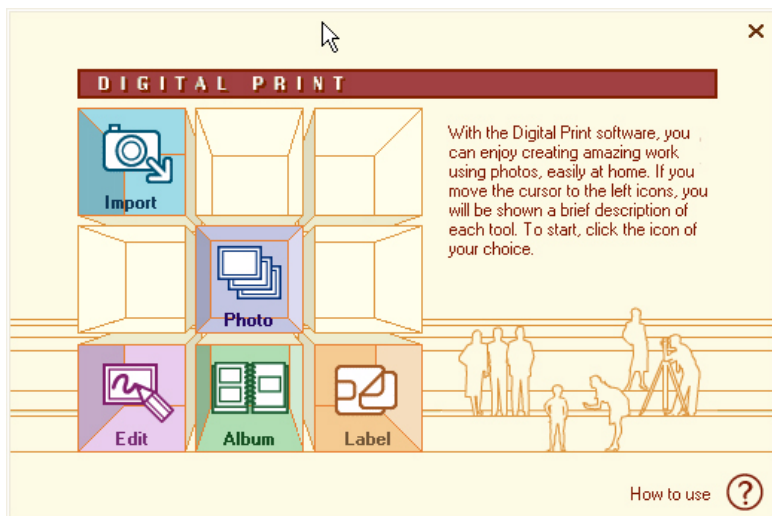 DIGITAL PRINT
Import
With the Digital Print software, you
can enjoy creating amazing work
using photos, easily at home. If you
move the cursor to the left icons, you
will be shown a brief description of
each tool. To start, click the icon of
your choice.
Photo
Edit
Album
Label
How to use
?